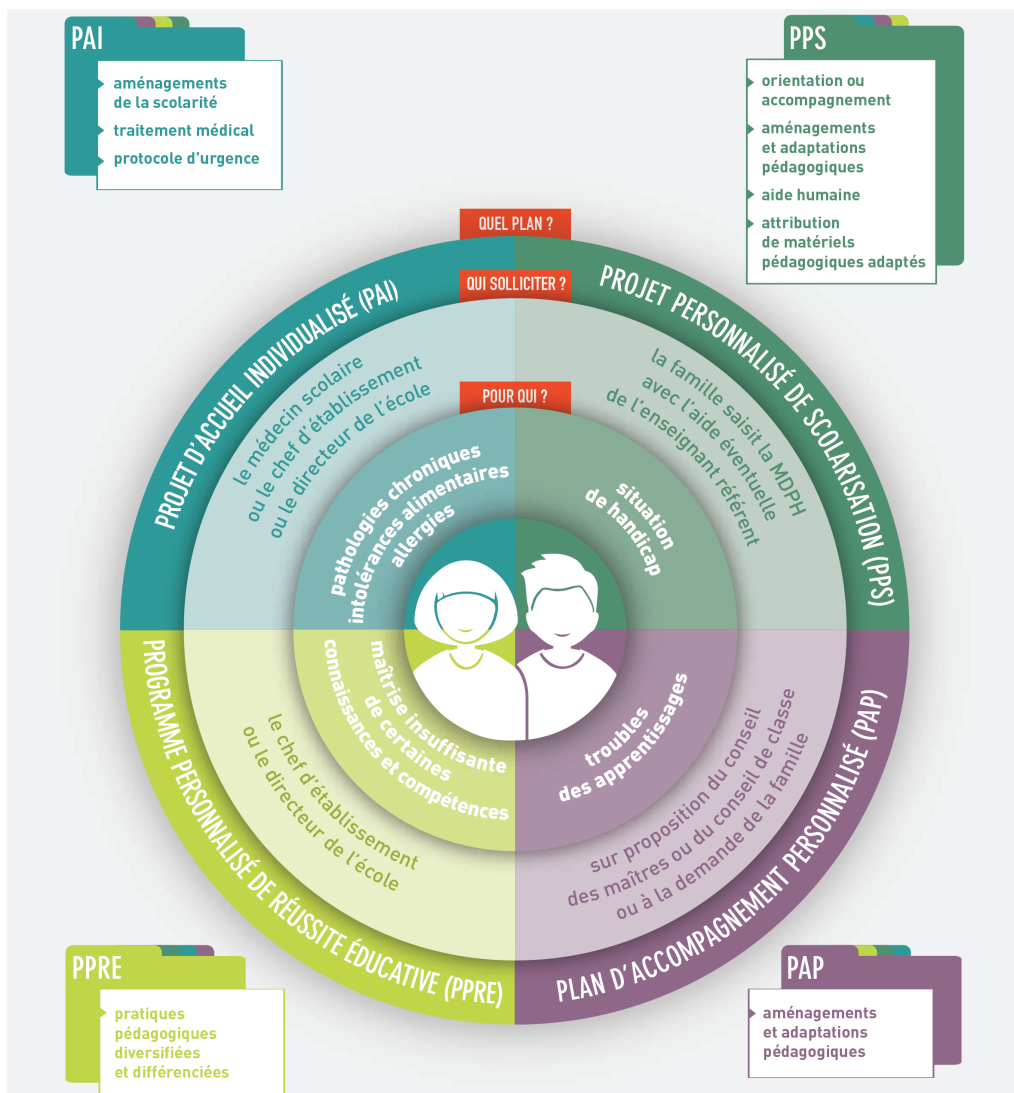 PAI
aménagements
de la scolarité
traitement médical
protocole d'urgence
PPS
orientation ou
accompagnement
aménagements
et adaptations
pédagogiques
aide humaine
attribution
de matériels
pédagogiques adaptés
QUEL PLAN ?
QUI SOLLICITER ?
POUR QUI ?
PROJET D'ACCUEIL INDIVIDUALISÉ (PAI)
le médecin scolaire
ou le chef d'établissement
ou le directeur de l'école
pathologies chroniques
intolérances alimentaires
allergies
PROJET PERSONNALISÉ DE SCOLARISATION (PPS)
la famille saisit la MDPH
avec l'aide éventuelle
de l'enseignant référent
situation
de handicap
PROGRAMME PERSONNALISÉ DE RÉUSSITE ÉDUCATIVE (PPRE)
le chef d'établissement
ou le directeur de l'école
maîtrise insuffisante
de certaines
connaissances et compétences
PLAN D'ACCOMPAGNEMENT PERSONNALISÉ (PAP)
sur proposition du conseil
des maîtres ou du conseil de classe
ou à la demande de la famille
troubles
des apprentissages
PPRE
pratiques
pédagogiques
diversifiées
et différenciées
PAP
aménagements
et adaptations
pédagogiques